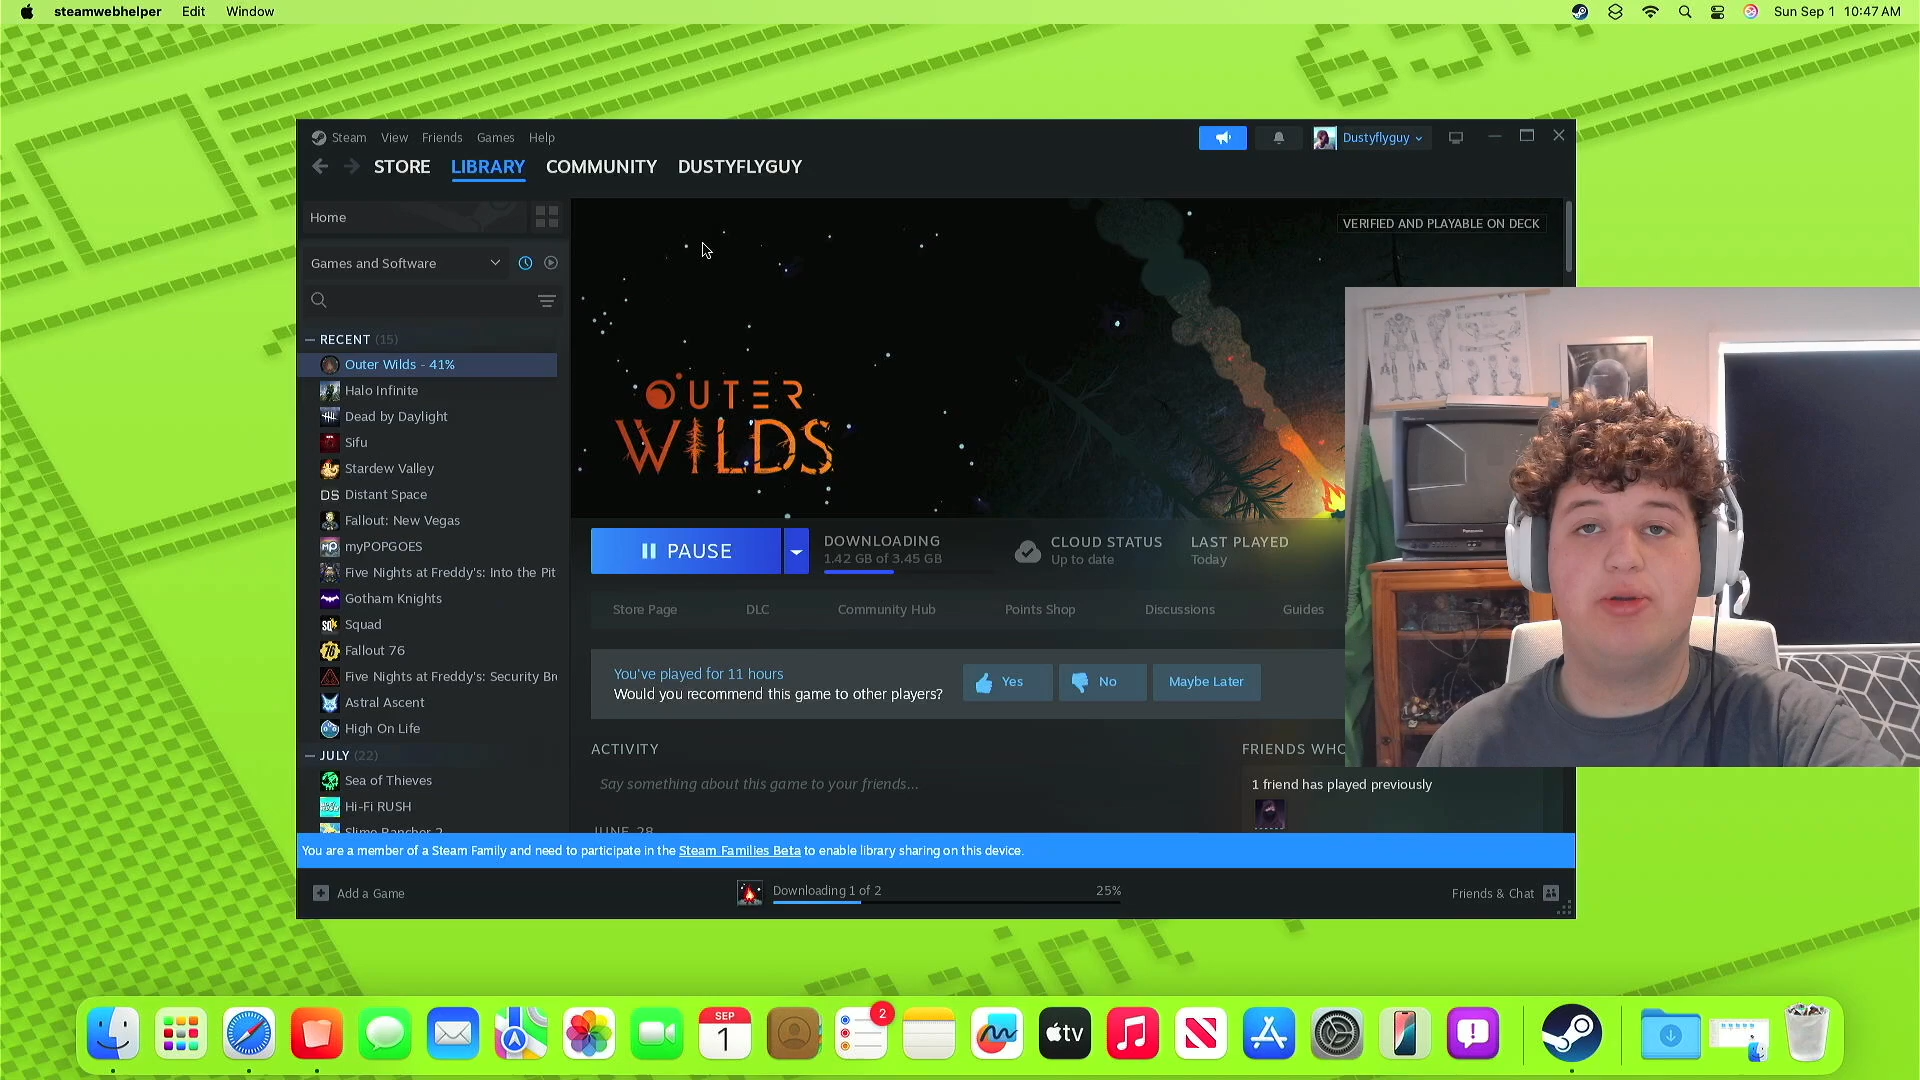 steamwebhelper Edit Window
Sun Sep 1 10:47 AM
Steam View Friends Games Help
Dustyflyguy
STORE LIBRARY COMMUNITY DUSTYFLYGUY
Home
VERIFIED AND PLAYABLE ON DECK
Games and Software
RECENT (15)
Outer Wilds - 41%
Halo Infinite
Dead by Daylight
Sifu
Stardew Valley
DS Distant Space
Fallout: New Vegas
myPOPGOES
Five Nights at Freddy's: Into the Pit
Gotham Knights
Squad
Fallout 76
Five Nights at Freddy's: Security Br
Astral Ascent
High On Life
JULY (22)
Sea of Thieves
Hi-Fi RUSH
Slime Rancher 2
OUTER
WILDS
PAUSE
DOWNLOADING
1.42 GB of 3.45 GB
CLOUD STATUS
Up to date
LAST PLAYED
Today
Store Page DLC Community Hub Points Shop Discussions Guides
You've played for 11 hours
Would you recommend this game to other players?
Yes No Maybe Later
ACTIVITY
FRIENDS WHO
Say something about this game to your friends...
1 friend has played previously
JUNE 28
You are a member of a Steam Family and need to participate in the Steam Families Beta to enable library sharing on this device.
Add a Game
Downloading 1 of 2 25%
Friends & Chat
SEP
1
2
tv